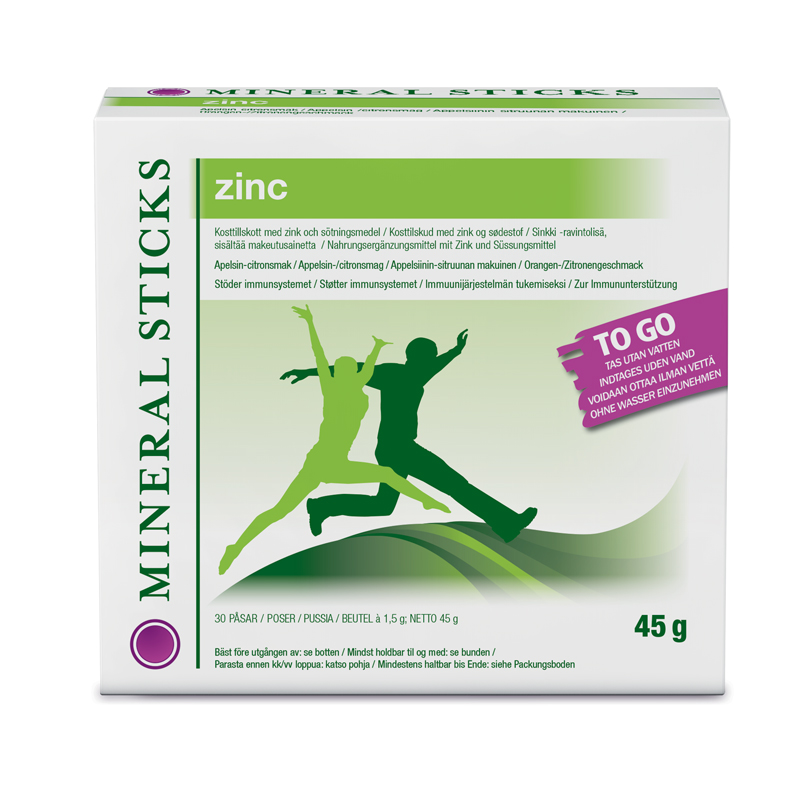 MINERAL STICKS
zinc
Apelsin-citronsmak / Appelsin-/citronsmag / Appelsiinin-sitruunan makuinen /
Orangen-/Zitronengeschmack
MINERAL STICKS
zinc
Kosttillskott med zink och sötningsmedel / Kosttilskud med zink og sødestof / Sinkki -ravintolisä,
sisältää makeutusainetta / Nahrungsergänzungsmittel mit Zink und Süssungsmittel
Apelsin-citronsmak / Appelsin-/citronsmag / Appelsiinin-sitruunan makuinen / Orangen-/Zitronengeschmack
Stöder immunsystemet / Støtter immunsystemet / Immuunijärjestelmän tukemiseksi / Zur Immununterstützung
TO GO
TAS UTAN VATTEN
INDTAGES UDEN VAND
VOIDAAN OTTAA ILMAN VETTÄ
OHNE WASSER EINZUNEHMEN
30 PÅSAR / POSER / PUSSIA / BEUTEL à 1,5 g; NETTO 45 g
45 g
Bäst före utgången av: se botten / Mindst holdbar til og med: se bunden /
Parasta ennen kk/vv loppua: katso pohja / Mindestens haltbar bis Ende: siehe Packungsboden